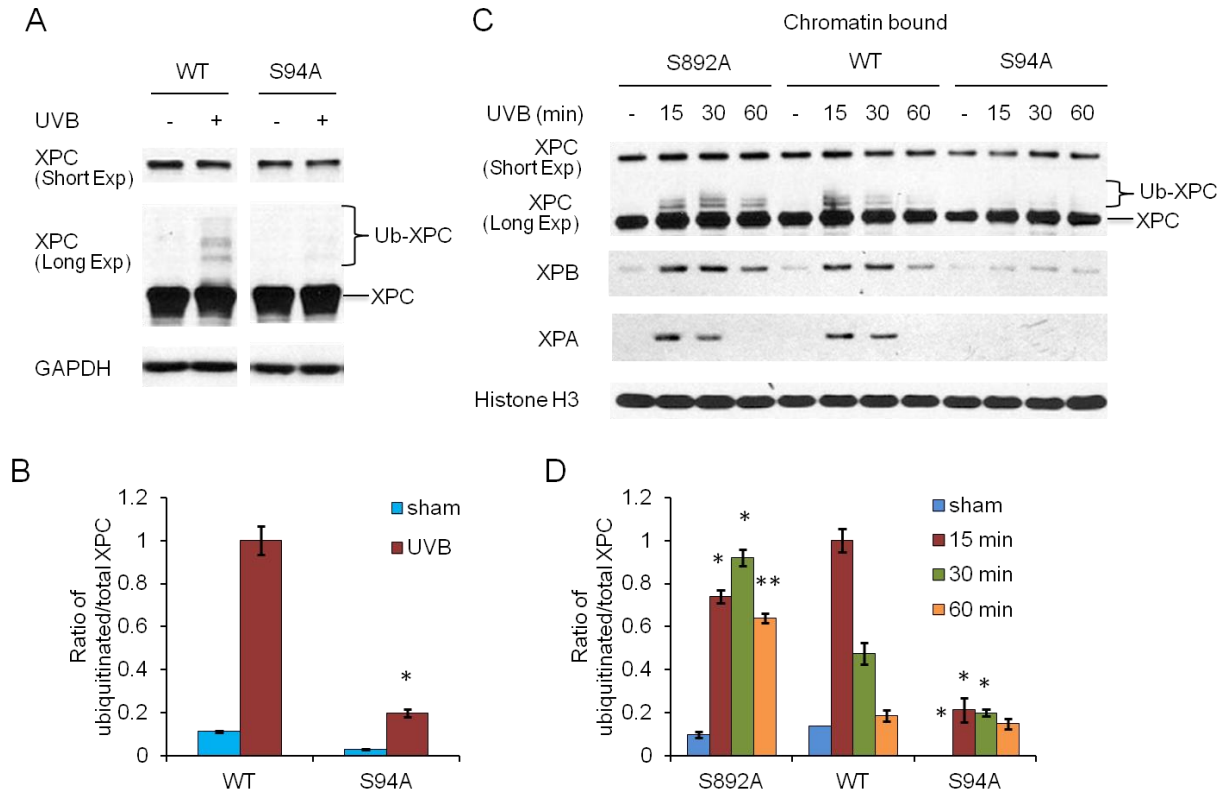 A
WT S94A
UVB - + - +
XPC
(Short Exp)
XPC
(Long Exp)
Ub-XPC
XPC
GAPDH
C
Chromatin bound
S892A WT S94A
UVB (min) - 15 30 60 - 15 30 60 - 15 30 60
XPC
(Short Exp)
XPC
(Long Exp)
Ub-XPC
XPC
XPB
XPA
Histone H3
B
Ratio of
ubiquitinated/total XPC
1.2
1
0.8
0.6
0.4
0.2
0
sham
UVB
*
WT S94A
D
Ratio of
ubiquitinated/total XPC
1.2
1
0.8
0.6
0.4
0.2
0
sham
15 min
30 min
60 min
* * **
* * *
S892A WT S94A